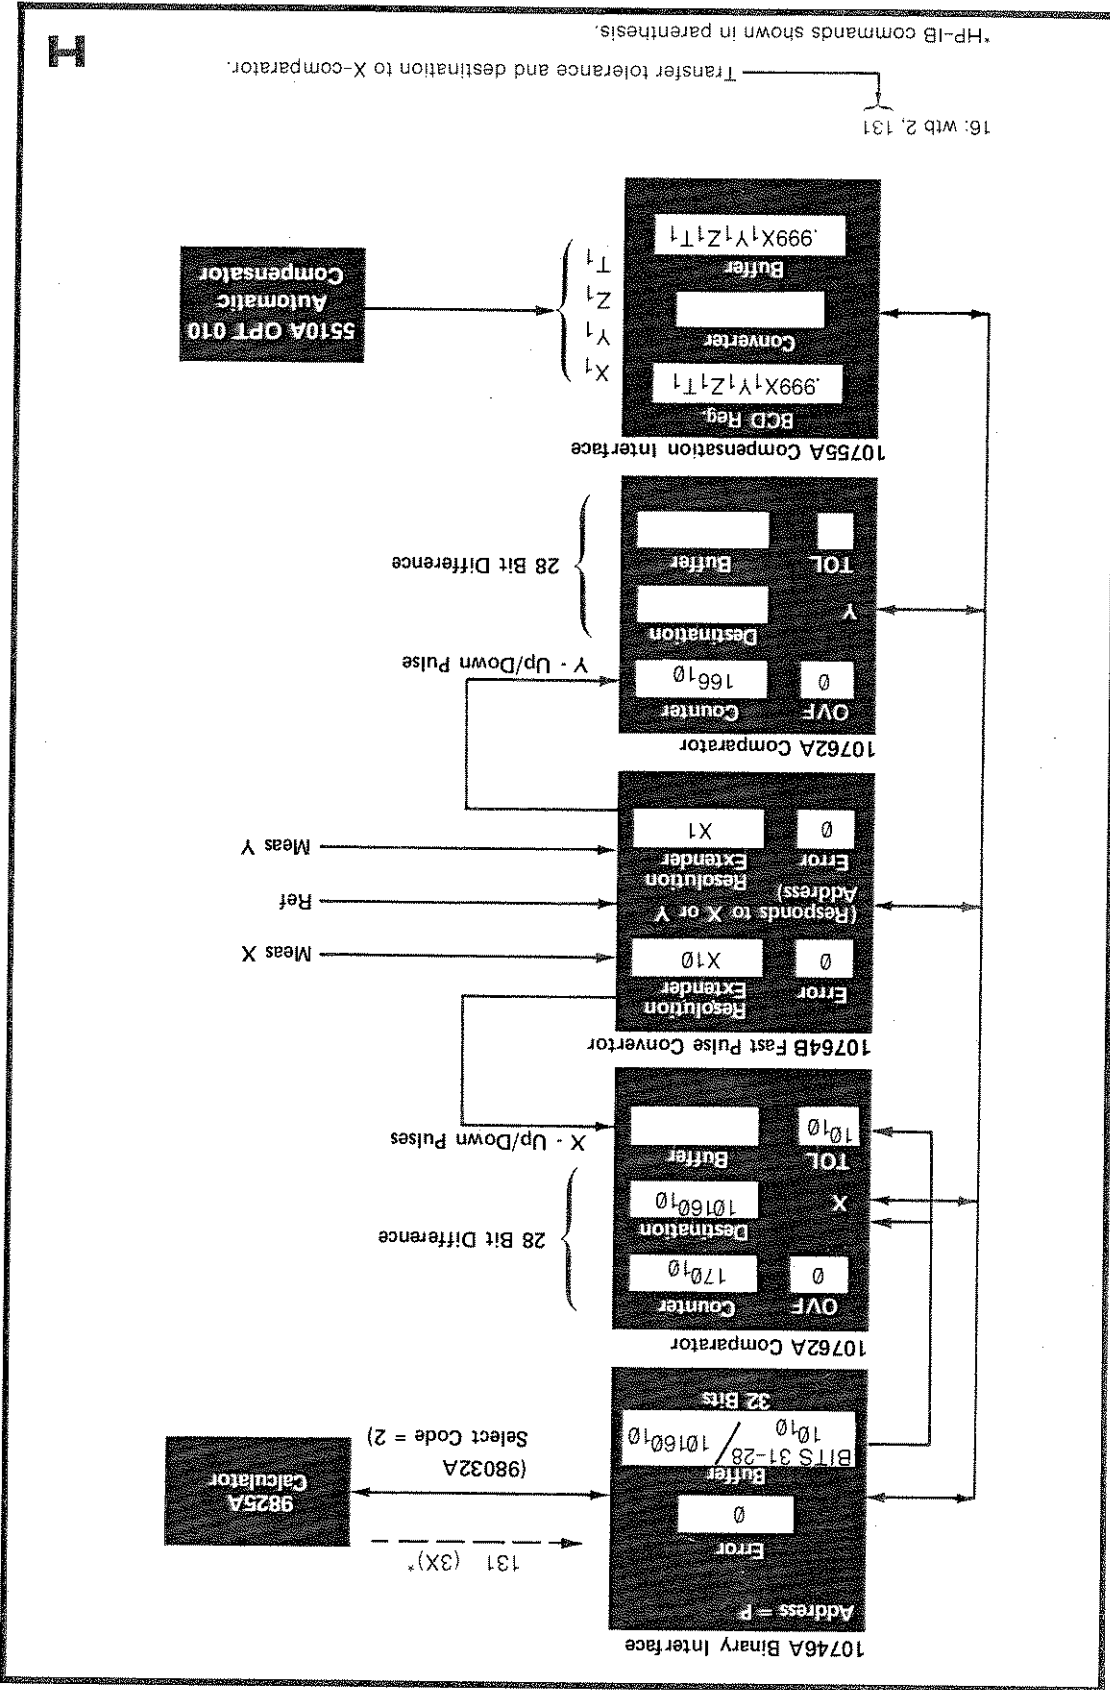 10746A Binary Interface
Address = P
Error
0
Buffer
BITS 31-28 / 10160₁₀
10₁₀
32 Bits
131 (3X)*
9825A
Calculator
(98032A
Select Code = 2)
10762A Comparator
OVF
0
Counter
170₁₀
X
Destination
10160₁₀
TOL
10₁₀
Buffer
28 Bit Difference
X - Up/Down Pulses
10764B Fast Pulse Convertor
Error
0
Resolution
Extender
X10
(Responds to X or Y
Address)
Error
0
Resolution
Extender
X1
Meas X
Ref
Meas Y
10762A Comparator
OVF
0
Counter
166₁₀
Y - Up/Down Pulse
Y
Destination
TOL
Buffer
28 Bit Difference
10755A Compensation Interface
BCD Reg.
.999X₁Y₁Z₁T₁
Converter
Buffer
.999X₁Y₁Z₁T₁
X₁
Y₁
Z₁
T₁
5510A OPT 010
Automatic
Compensator
16: wtb 2, 131
Transfer tolerance and destination to X-comparator.
*HP-IB commands shown in parenthesis.
H